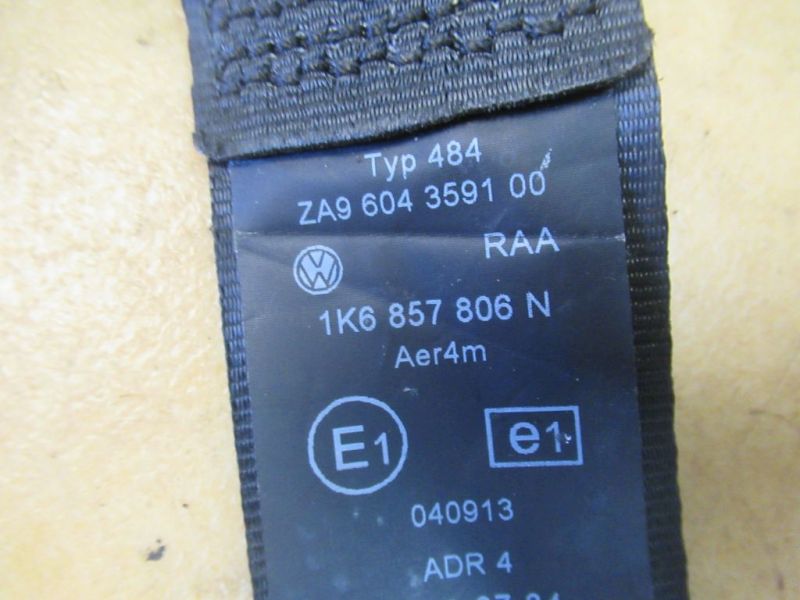 Typ 484
ZA9 604 3591 00
RAA
1K6 857 806 N
Aer4m
E1 e1
040913
ADR 4